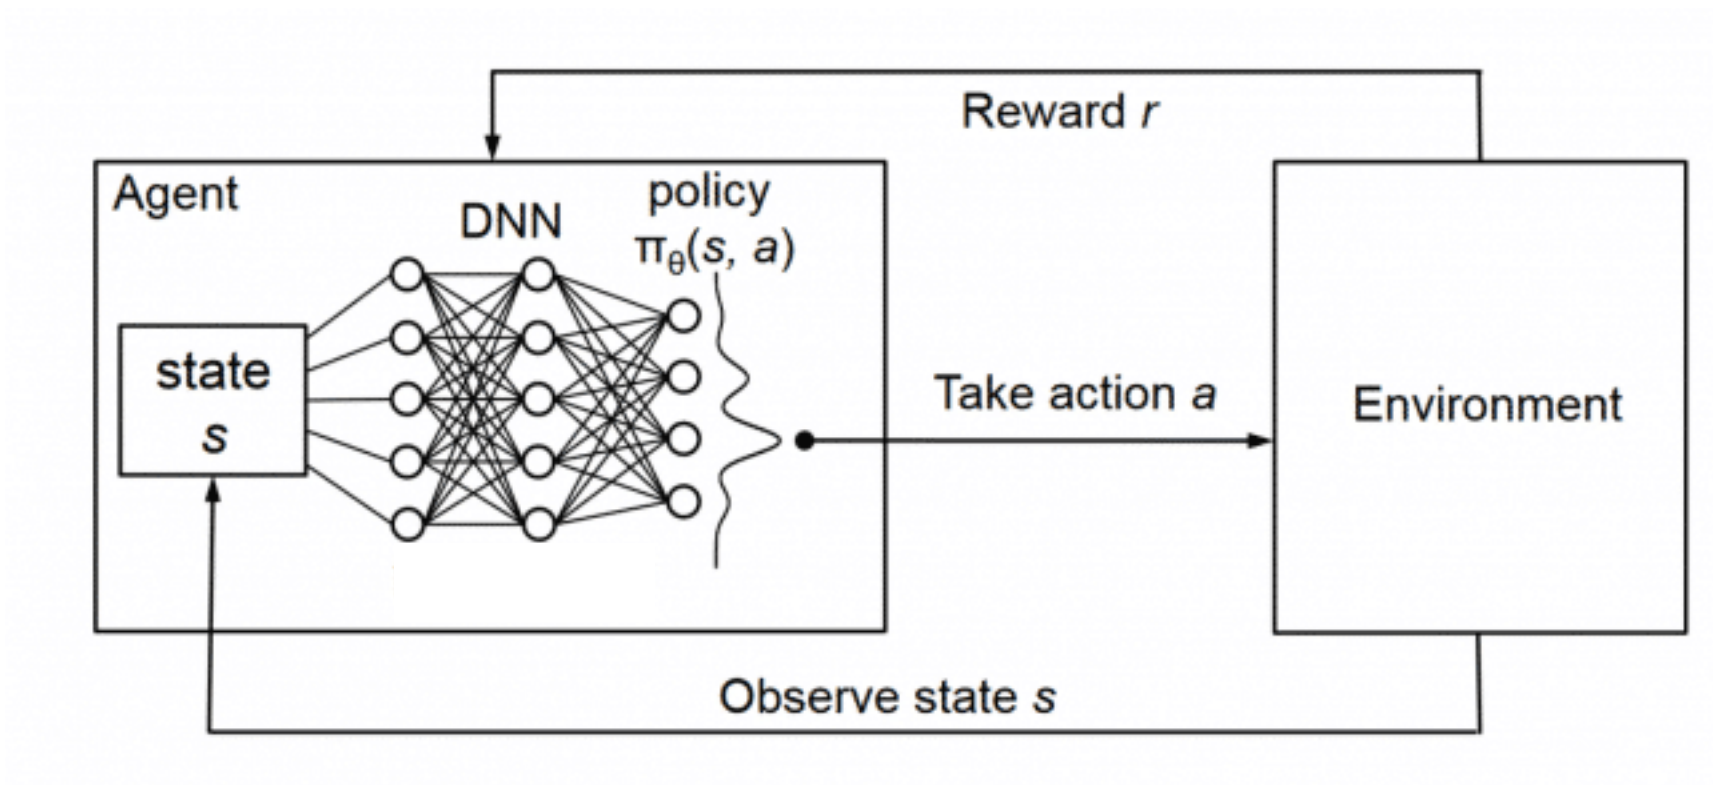 Reward r
Agent
DNN
policy
πθ(s, a)
state
s
Take action a
Environment
Observe state s